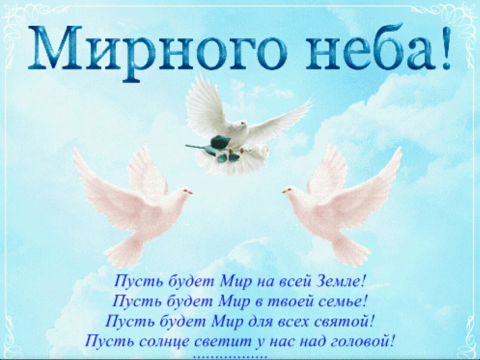 Мирного неба!
Пусть будет Мир на всей Земле!
Пусть будет Мир в твоей семье!
Пусть будет Мир для всех святой!
Пусть солнце светит у нас над головой!